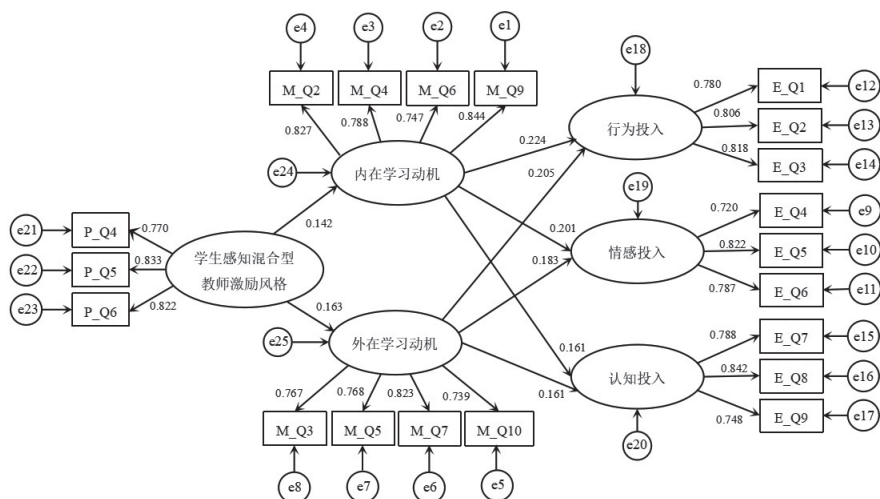 e4
e3
e2
e1
M_Q2
M_Q4
M_Q6
M_Q9
0.827
0.788
0.747
0.844
e24
内在学习动机
e18
行为投入
0.780
0.806
0.818
E_Q1
E_Q2
E_Q3
e12
e13
e14
0.224
0.205
e21
e22
e23
P_Q4
P_Q5
P_Q6
0.770
0.833
0.822
学生感知混合型
教师激励风格
0.142
0.163
e19
情感投入
0.201
0.183
0.720
0.822
0.787
E_Q4
E_Q5
E_Q6
e9
e10
e11
e25
外在学习动机
0.161
0.161
认知投入
e20
0.788
0.842
0.748
E_Q7
E_Q8
E_Q9
e15
e16
e17
0.767
0.768
0.823
0.739
M_Q3
M_Q5
M_Q7
M_Q10
e8
e7
e6
e5